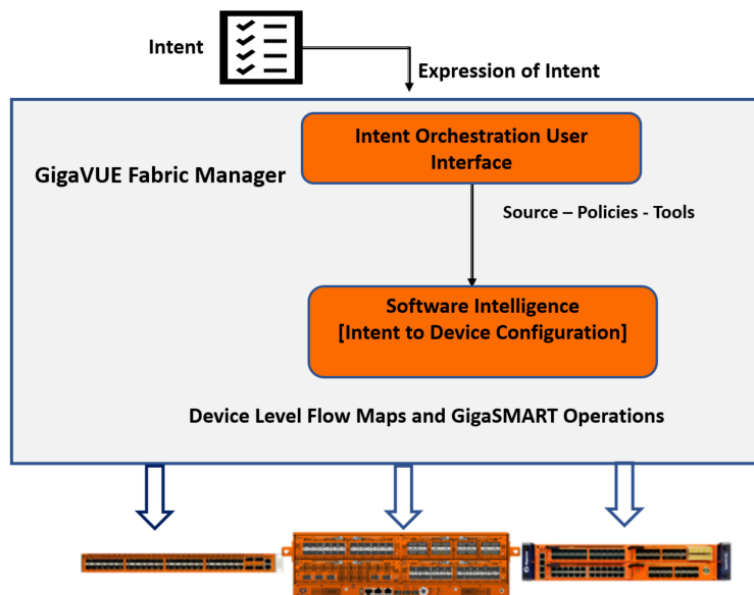 Intent
Expression of Intent
Intent Orchestration User
Interface
GigaVUE Fabric Manager
Source – Policies - Tools
Software Intelligence
[Intent to Device Configuration]
Device Level Flow Maps and GigaSMART Operations